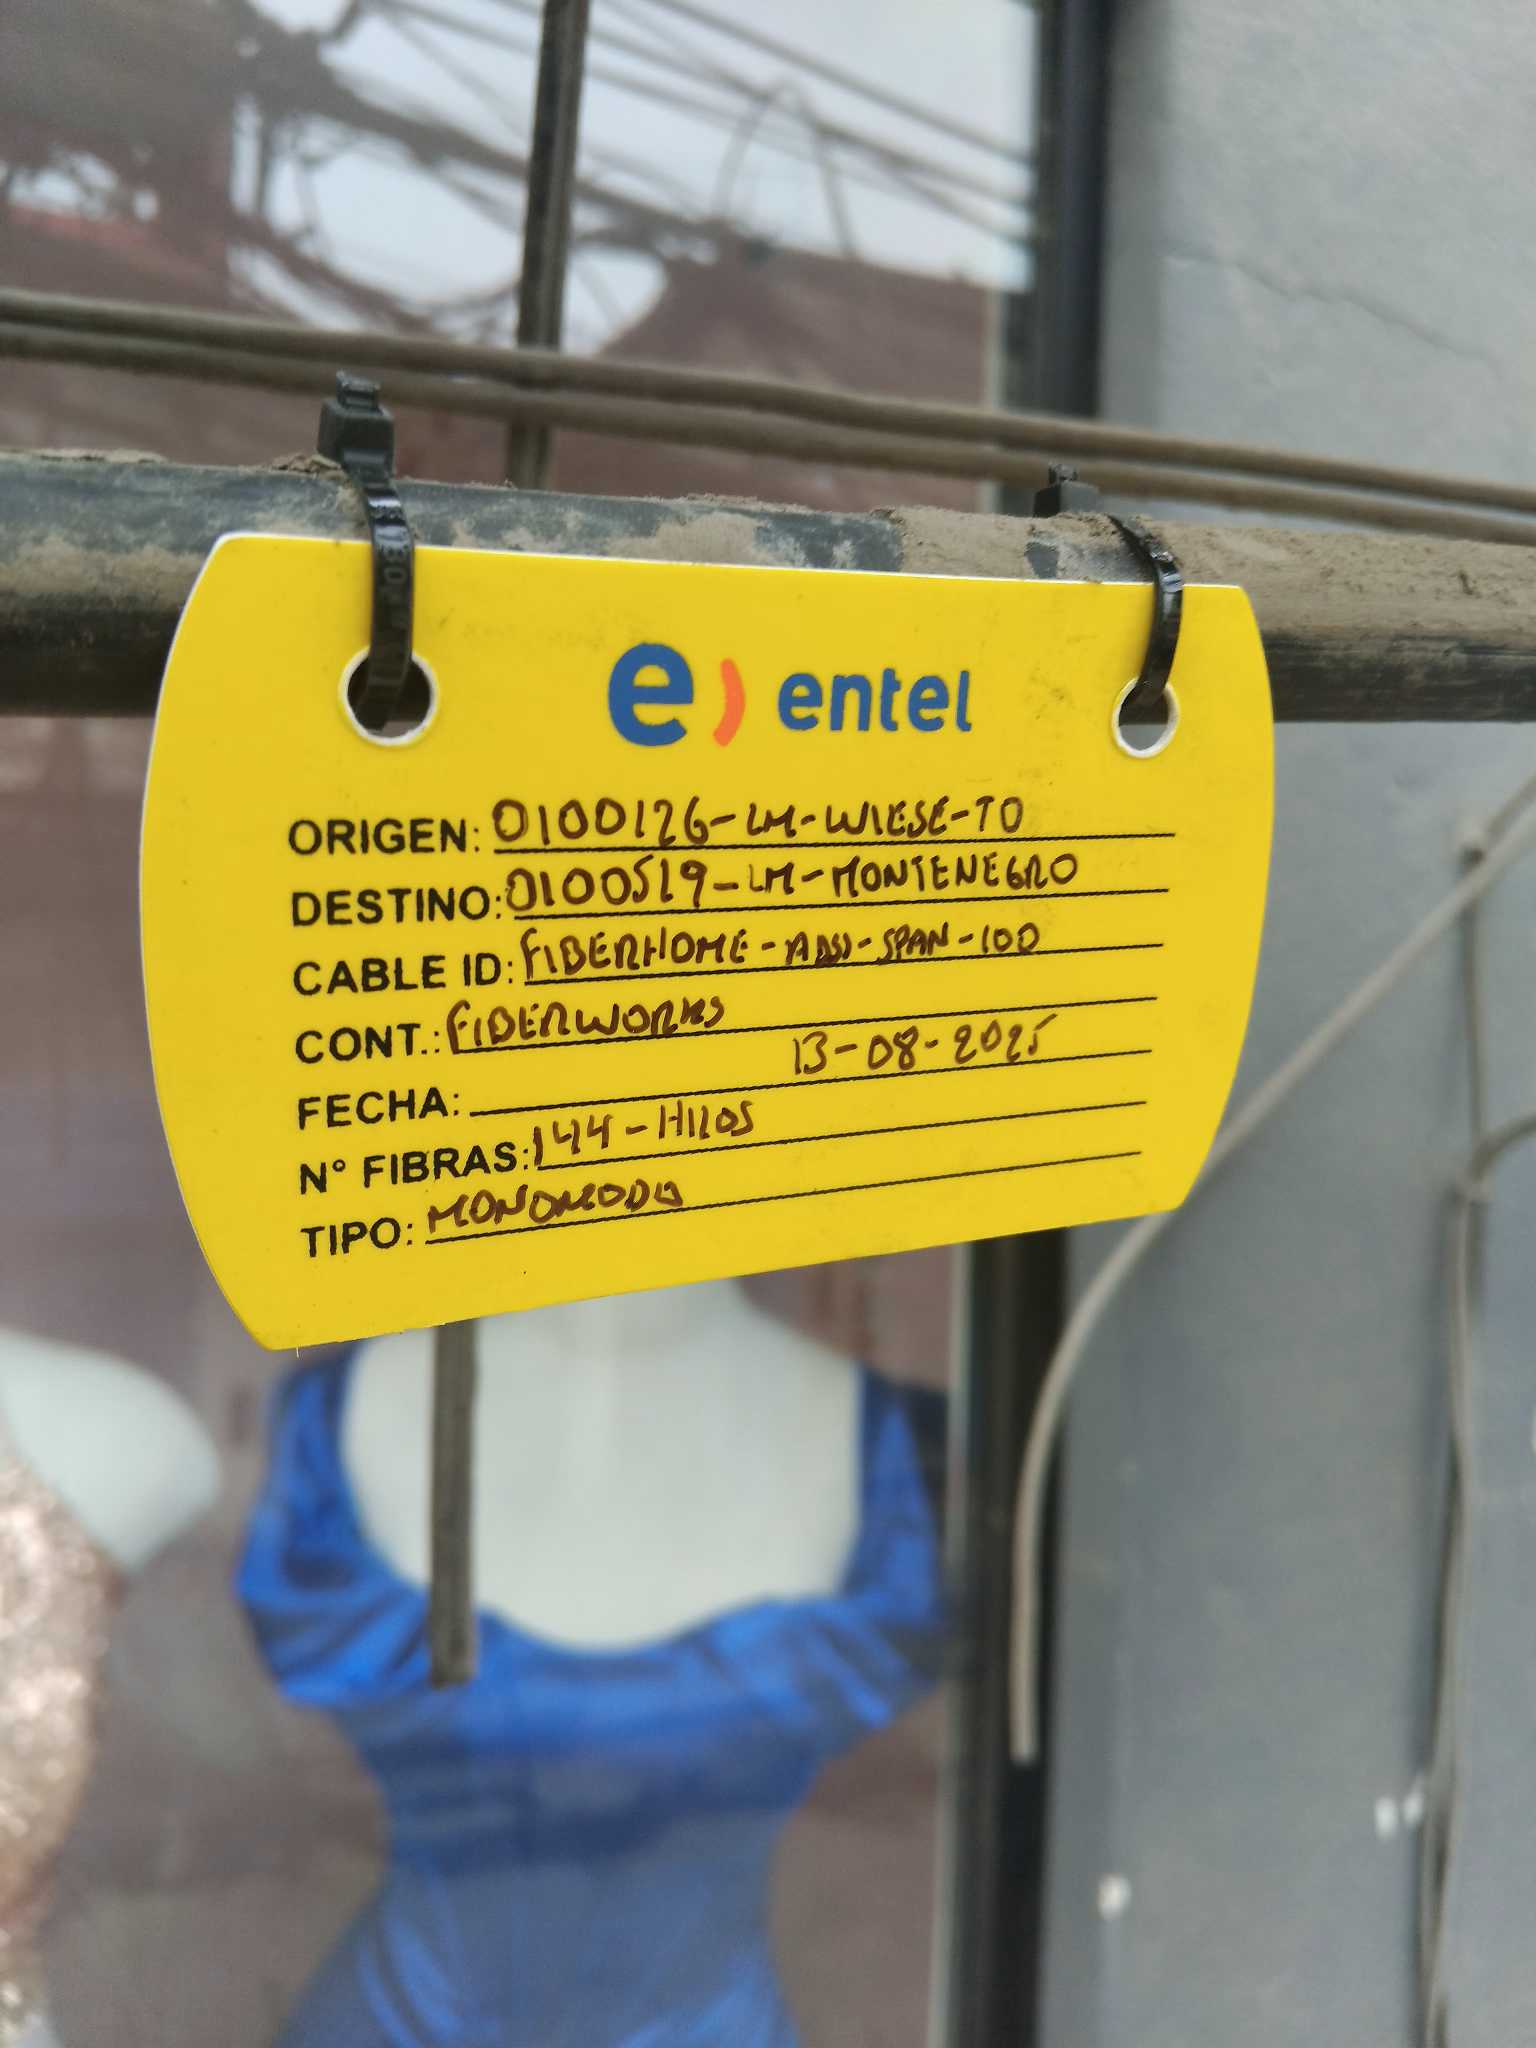 e) entel
ORIGEN: 0100126-LM-WIESE-TO
DESTINO: 0100519-LM-MONTENEGRO
CABLE ID: FIBERHOME-ADSS-SPAN-100
CONT.: FIBERWORKS
FECHA: 13-08-2025
N° FIBRAS: 144-HILOS
TIPO: MONOMODO